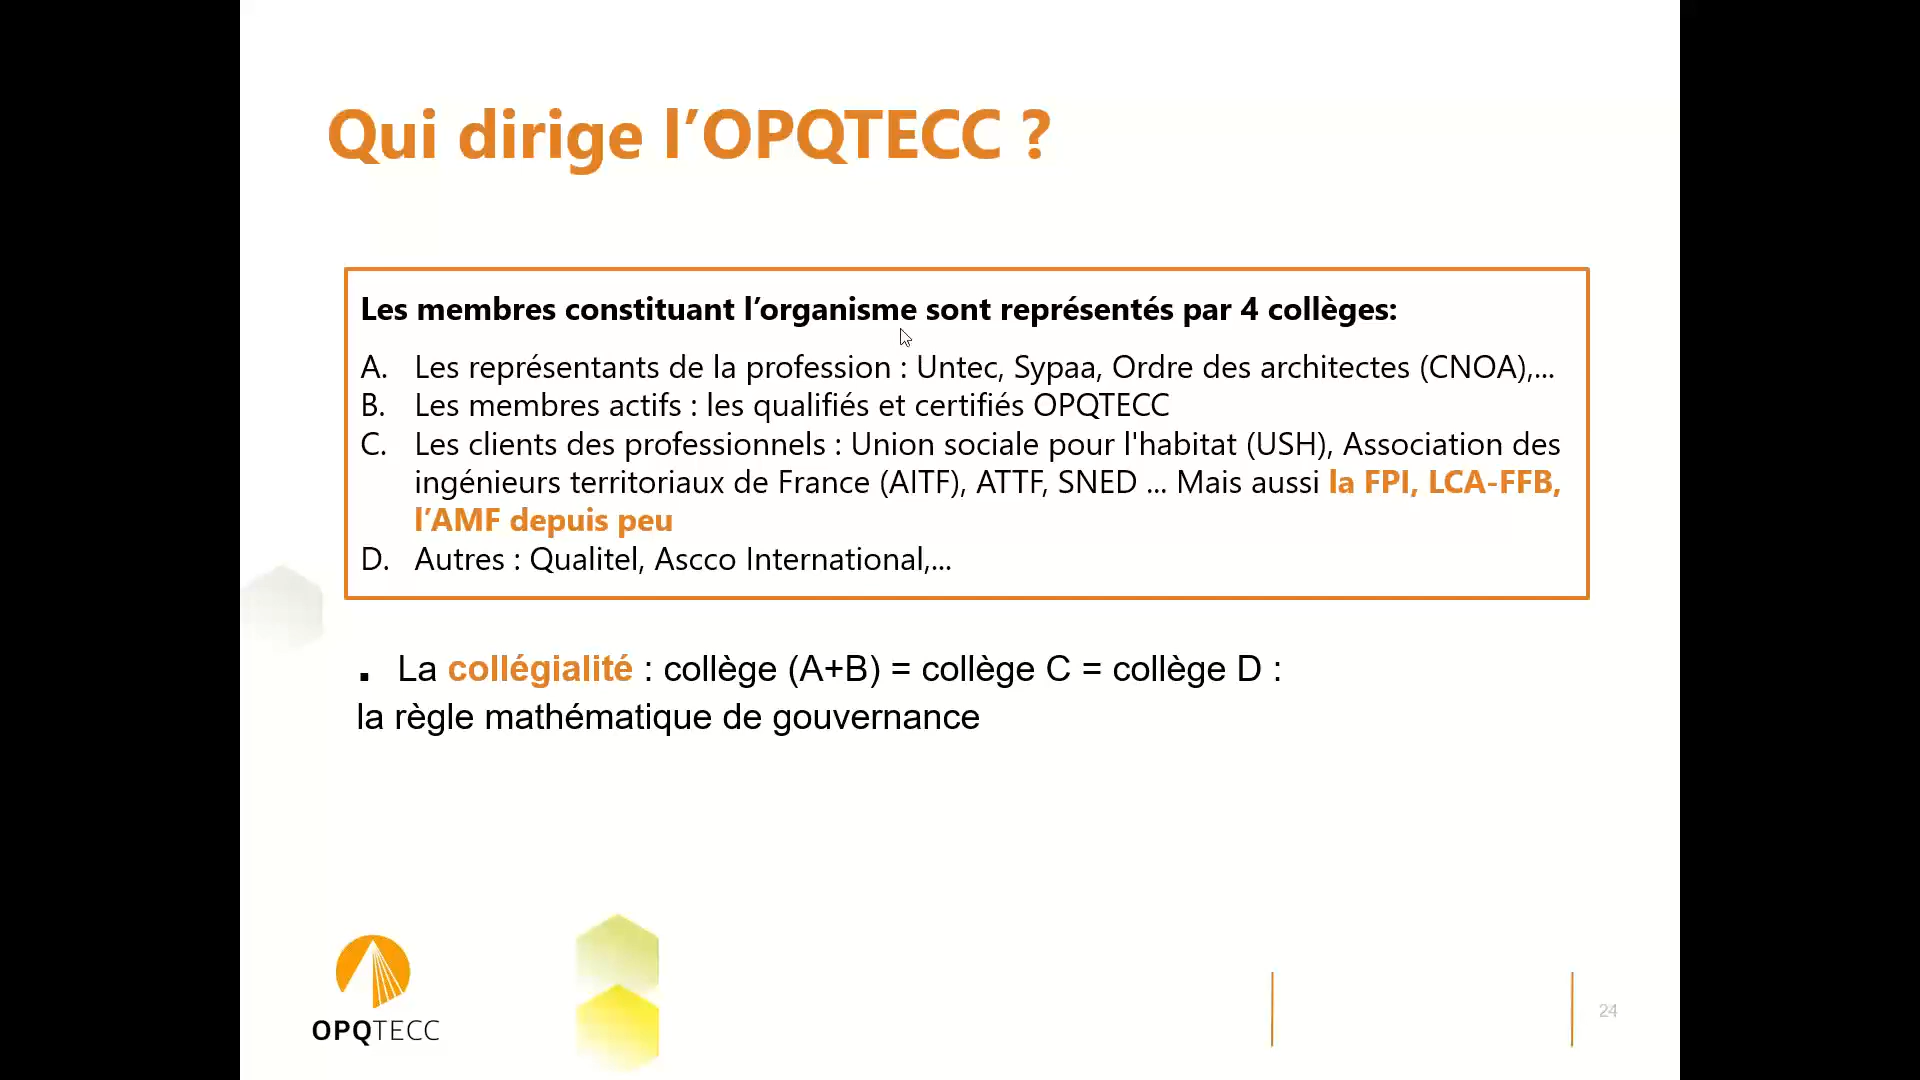 Qui dirige l’OPQTECC ?
Les membres constituant l’organisme sont représentés par 4 collèges:
A. Les représentants de la profession : Untec, Sypaa, Ordre des architectes (CNOA),...
B. Les membres actifs : les qualifiés et certifiés OPQTECC
C. Les clients des professionnels : Union sociale pour l'habitat (USH), Association des
ingénieurs territoriaux de France (AITF), ATTF, SNED ... Mais aussi la FPI, LCA-FFB,
l’AMF depuis peu
D. Autres : Qualitel, Ascco International,...
. La collégialité : collège (A+B) = collège C = collège D :
la règle mathématique de gouvernance
OPQTECC
24